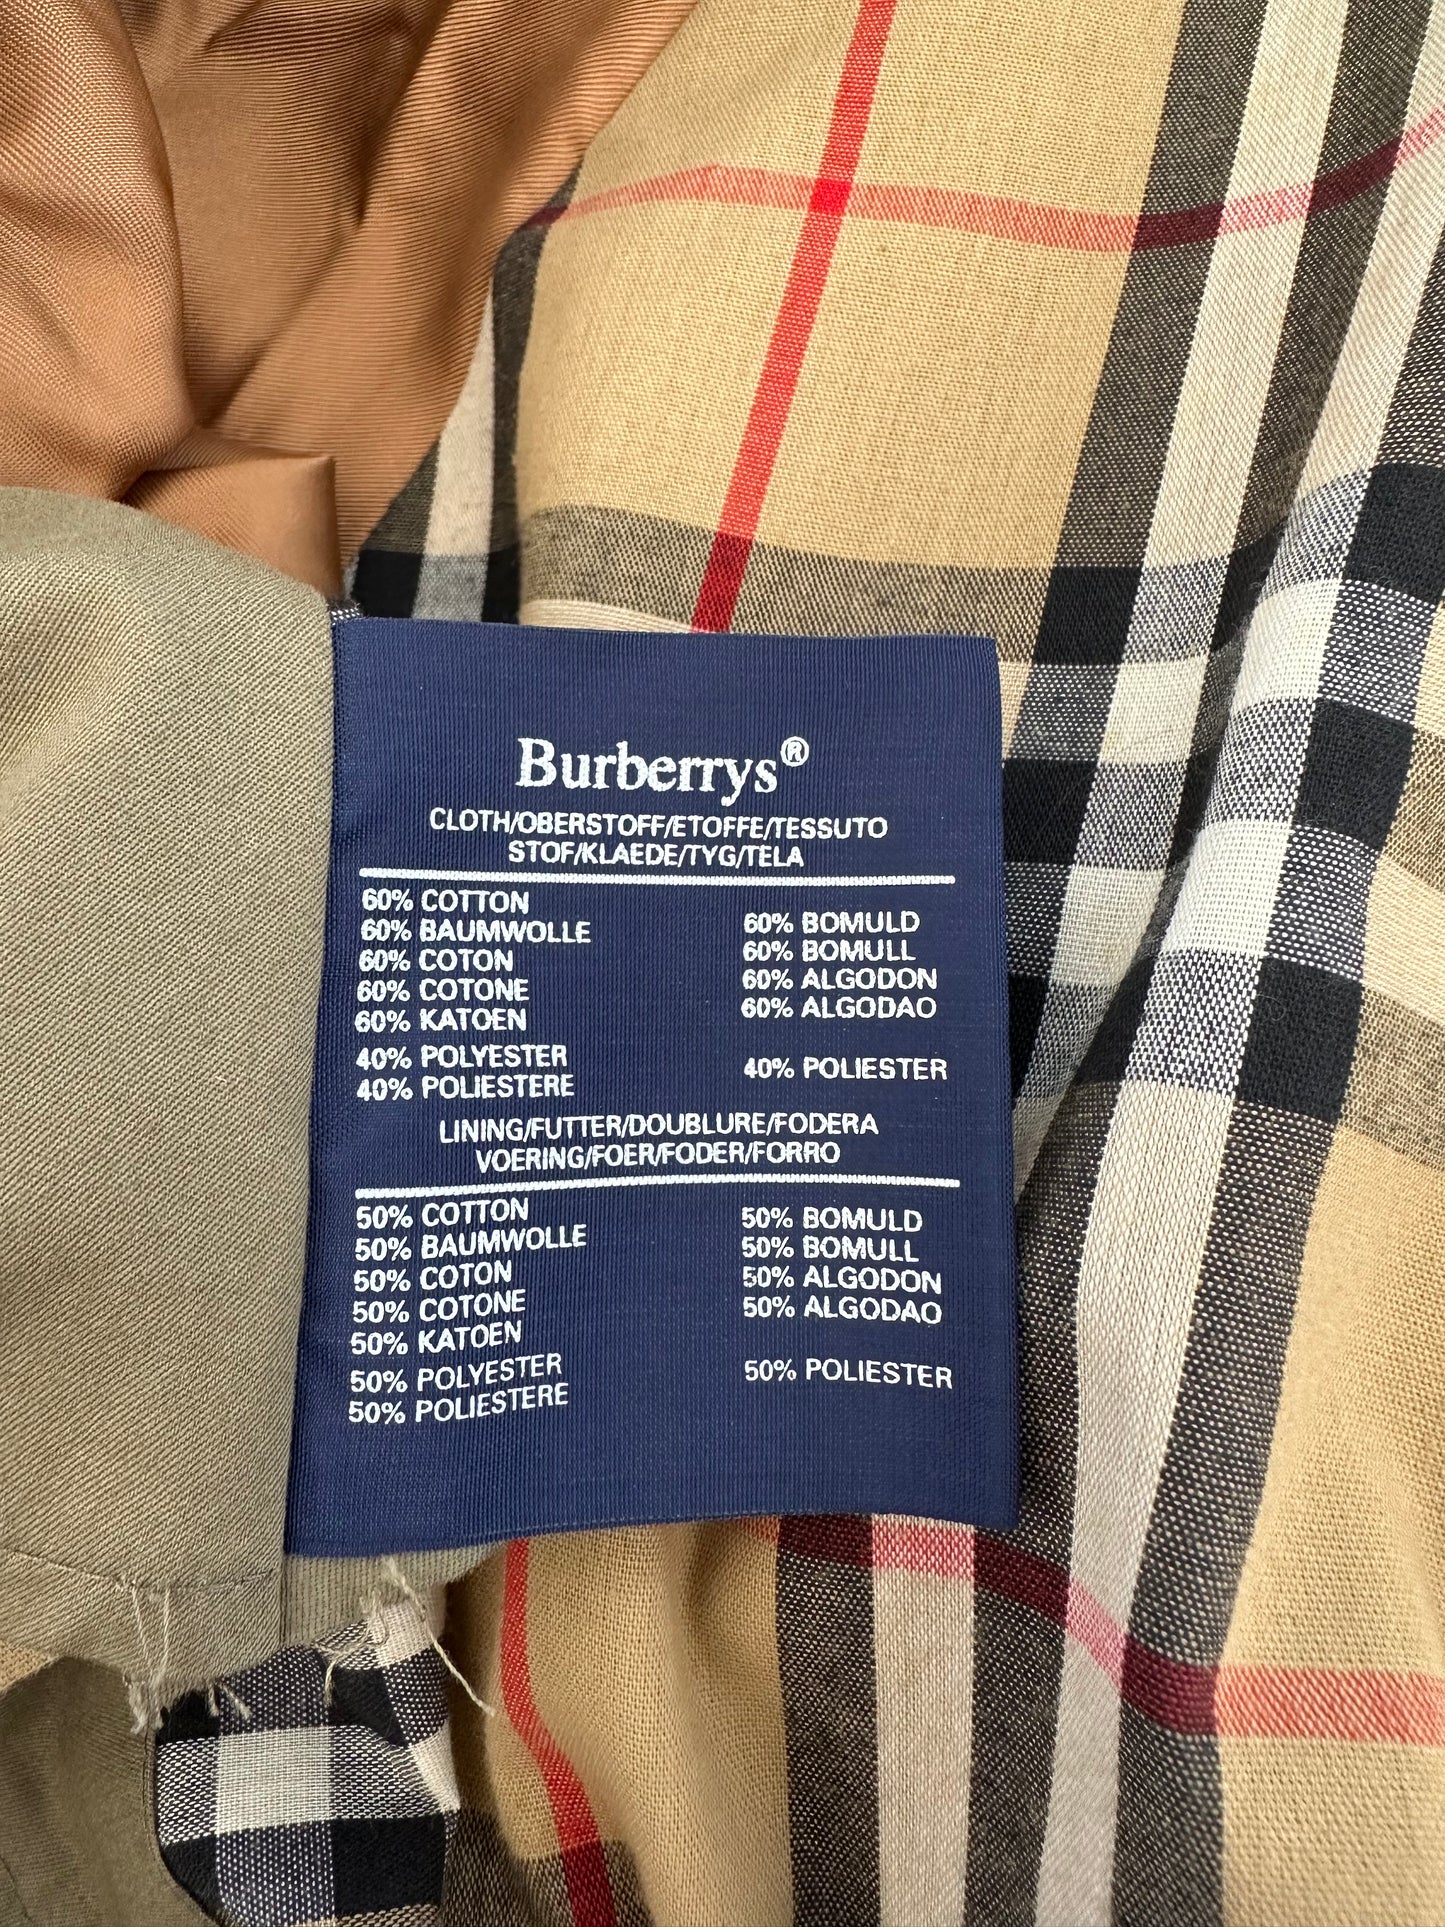 Burberrys®
CLOTH/OBERSTOFF/ETOFFE/TESSUTO
STOF/KLAEDE/TYG/TELA
60% COTTON
60% BAUMWOLLE
60% COTON
60% COTONE
60% KATOEN
40% POLYESTER
40% POLIESTERE
60% BOMULD
60% BOMULL
60% ALGODON
60% ALGODAO
40% POLIESTER
LINING/FUTTER/DOUBLURE/FODERA
VOERING/FOER/FODER/FORRO
50% COTTON
50% BAUMWOLLE
50% COTON
50% COTONE
50% KATOEN
50% POLYESTER
50% POLIESTERE
50% BOMULD
50% BOMULL
50% ALGODON
50% ALGODAO
50% POLIESTER